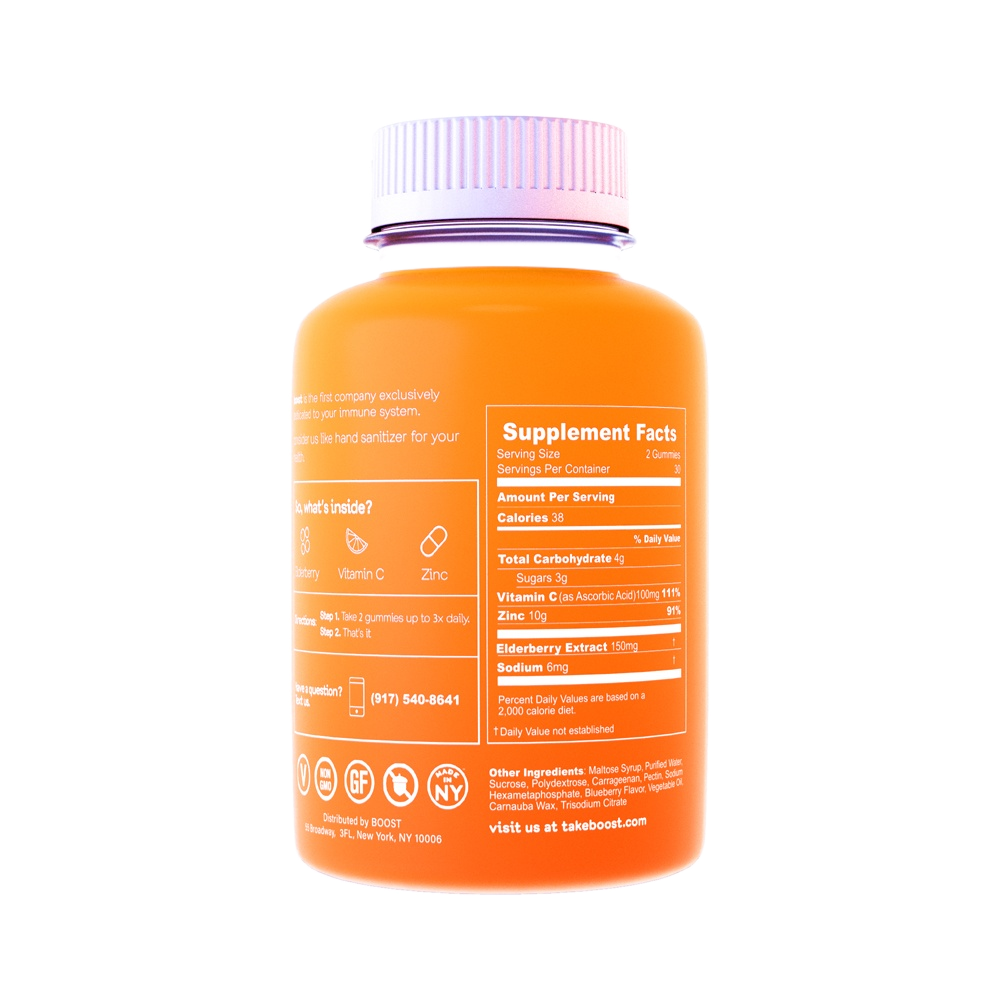 is the first company exclusively
to your immune system.
us like hand sanitizer for your
So, what's inside?
Vitamin C
Zinc
Step 1. Take 2 gummies up to 3x daily.
Step 2. That's it
have a question?
text us.
(917) 540-8641
V
NON
GMO
GF
MADE
IN
NY
Distributed by BOOST
Broadway, 3FL, New York, NY 10006
Supplement Facts
Serving Size 2 Gummies
Servings Per Container 30
Amount Per Serving
Calories 38
% Daily Value
Total Carbohydrate 4g
Sugars 3g
Vitamin C (as Ascorbic Acid)100mg 111%
Zinc 10g 91%
Elderberry Extract 150mg †
Sodium 6mg †
Percent Daily Values are based on a
2,000 calorie diet.
† Daily Value not established
Other Ingredients: Maltose Syrup, Purified Water,
Sucrose, Polydextrose, Carrageenan, Pectin, Sodium
Hexametaphosphate, Blueberry Flavor, Vegetable Oil,
Carnauba Wax, Trisodium Citrate
visit us at takeboost.com